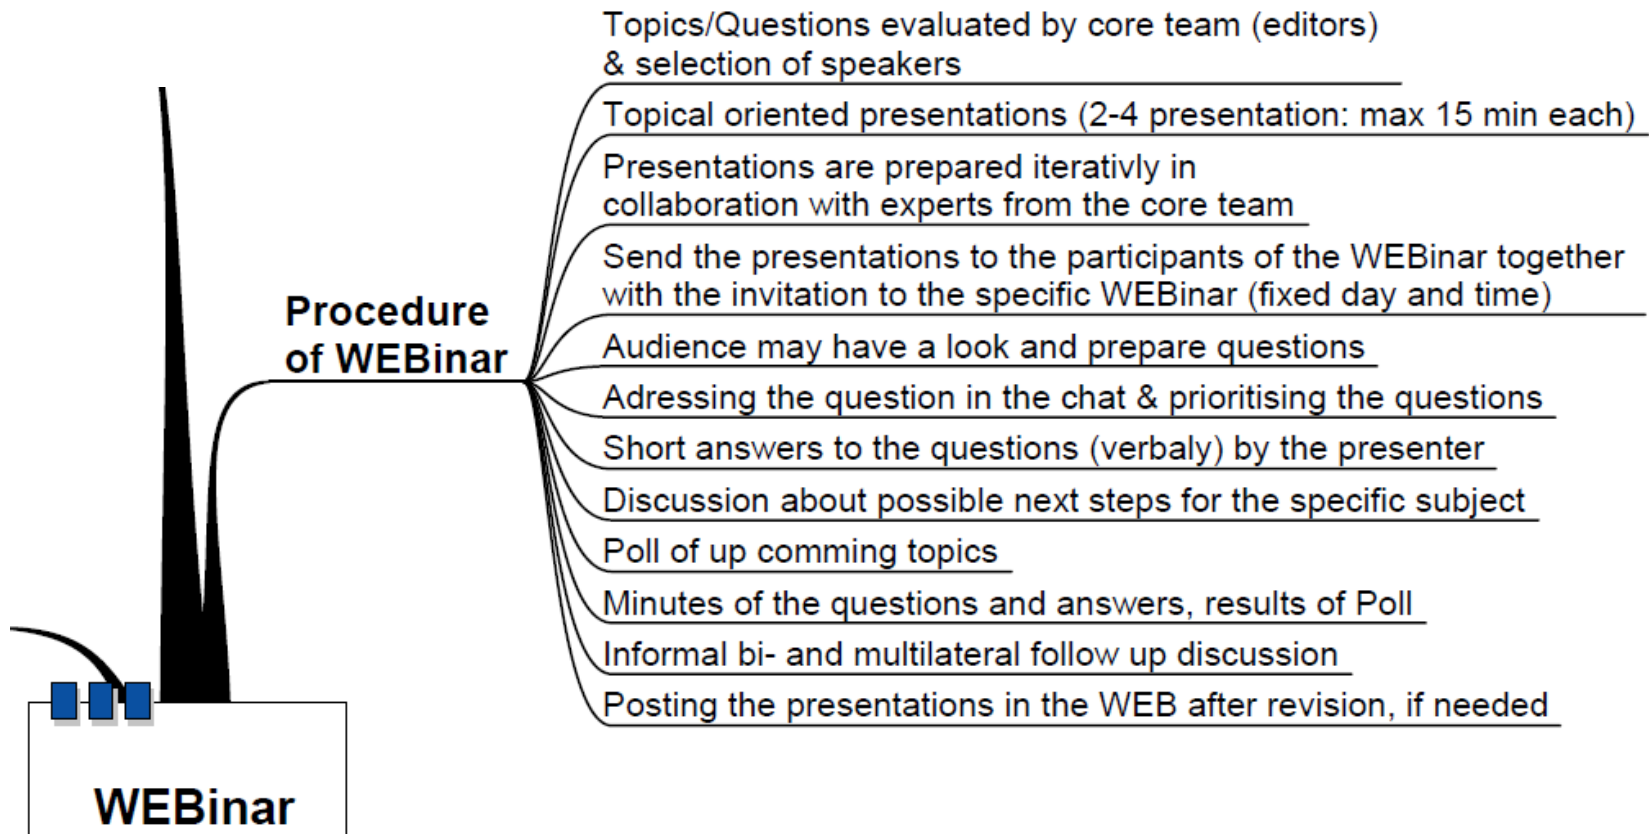 Topics/Questions evaluated by core team (editors)
& selection of speakers
Topical oriented presentations (2-4 presentation: max 15 min each)
Presentations are prepared iterativly in
collaboration with experts from the core team
Send the presentations to the participants of the WEBinar together
with the invitation to the specific WEBinar (fixed day and time)
Procedure
of WEBinar
Audience may have a look and prepare questions
Adressing the question in the chat & prioritising the questions
Short answers to the questions (verbaly) by the presenter
Discussion about possible next steps for the specific subject
Poll of up comming topics
Minutes of the questions and answers, results of Poll
Informal bi- and multilateral follow up discussion
Posting the presentations in the WEB after revision, if needed
WEBinar